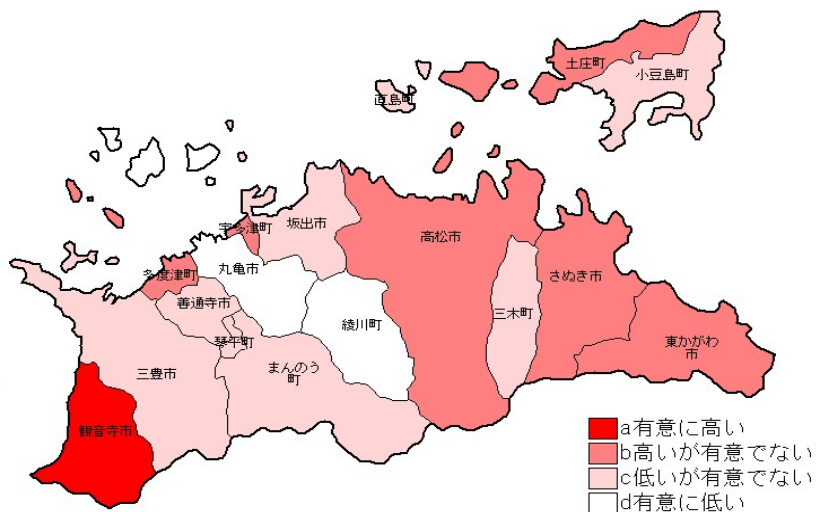 土庄町
小豆島町
直島町
宇多津町
坂出市
高松市
多度津町
丸亀市
さぬき市
善通寺市
綾川町
三木町
琴平町
東かがわ
市
三豊市
まんのう
町
観音寺市
a有意に高い
b高いが有意でない
c低いが有意でない
d有意に低い